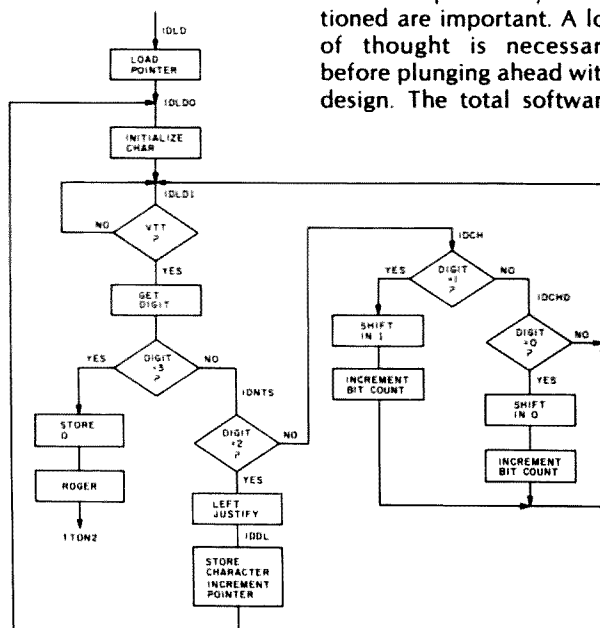 tioned are important. A lo
of thought is necessar
before plunging ahead wit
design. The total softwar
IDLD
LOAD
POINTER
IDLD0
INITIALIZE
CHAR
IDLD1
VTT
?
NO
YES
GET
DIGIT
DIGIT
=3
?
YES
NO
STORE
0
ROGER
1TON2
IDNTS
DIGIT
=2
?
NO
YES
LEFT
JUSTIFY
IDDL
STORE
CHARACTER
INCREMENT
POINTER
IDCH
DIGIT
=1
?
YES
NO
SHIFT
IN 1
INCREMENT
BIT COUNT
IDCHO
DIGIT
=0
?
NO
YES
SHIFT
IN 0
INCREMENT
BIT COUNT